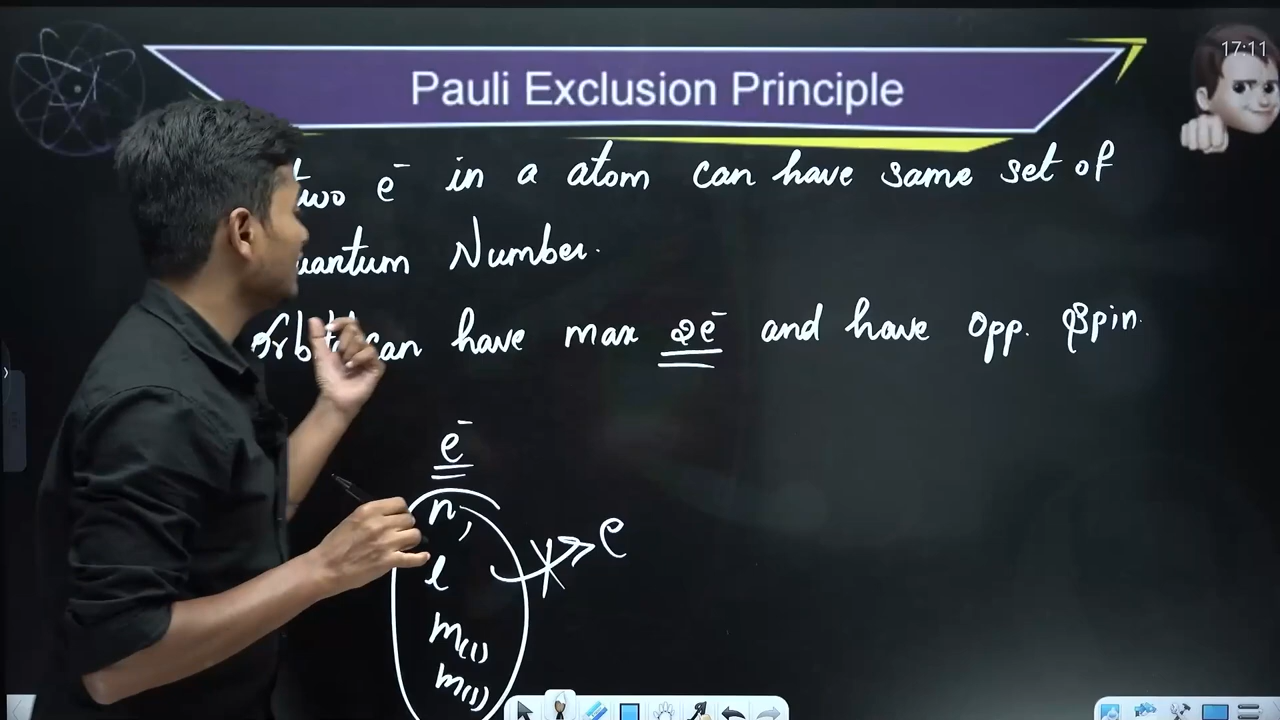 17:11
Pauli Exclusion Principle
two e⁻ in a atom can have same set of
uantum Number.
Orbital can have max 2e⁻ and have opp. Spin.
e⁻
n,
l
e
m(l)
m(s)